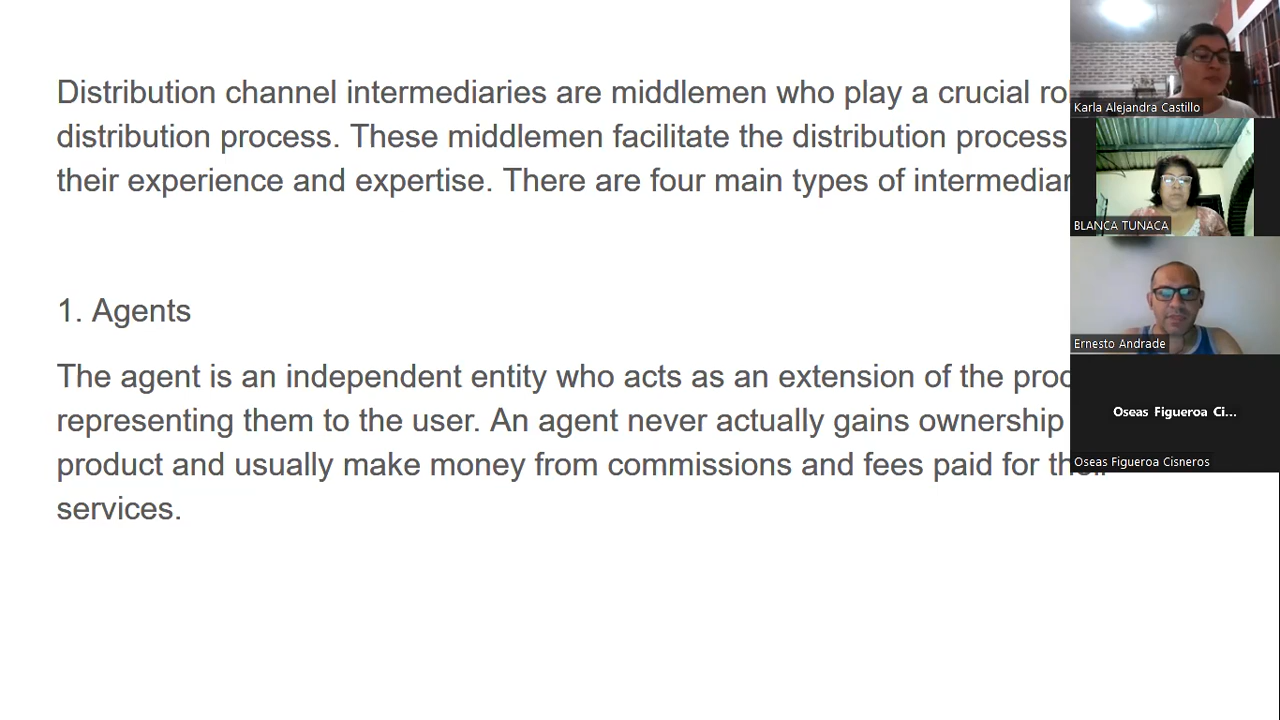 Distribution channel intermediaries are middlemen who play a crucial
distribution process. These middlemen facilitate the distribution process
their experience and expertise. There are four main types of
1. Agents
The agent is an independent entity who acts as an extension of the
representing them to the user. An agent never actually gains ownership
product and usually make money from commissions and fees paid for their
services.
Karla Alejandra Castillo
BLANCA TUNACA
Ernesto Andrade
Oseas Figueroa Ci...
Oseas Figueroa Cisneros